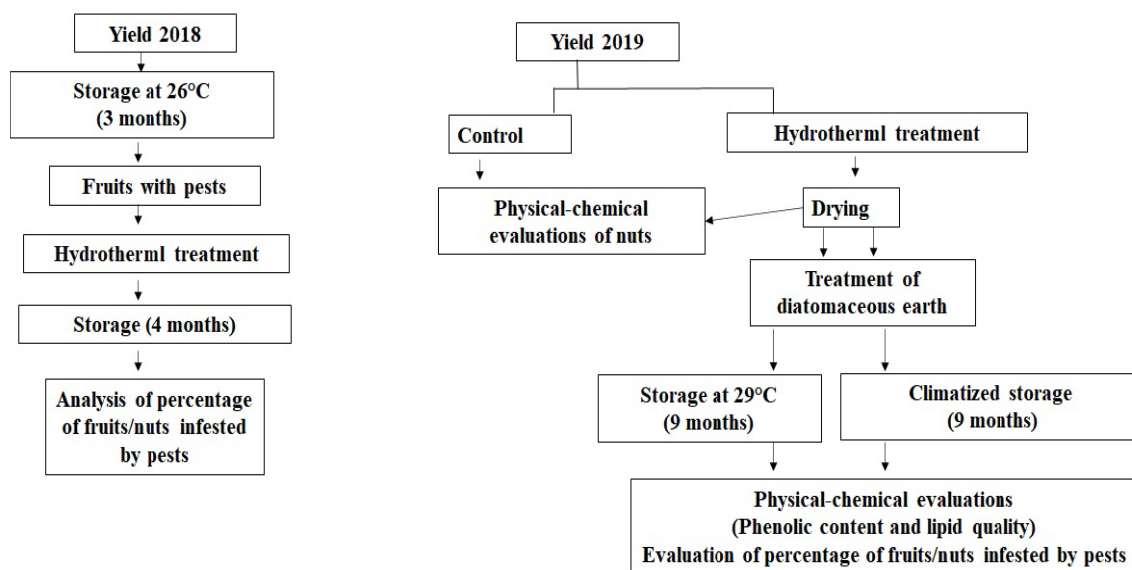 Yield 2018
Storage at 26°C
(3 months)
Fruits with pests
Hydrotherml treatment
Storage (4 months)
Analysis of percentage
of fruits/nuts infested
by pests
Yield 2019
Control
Hydrotherml treatment
Physical-chemical
evaluations of nuts
Drying
Treatment of
diatomaceous earth
Storage at 29°C
(9 months)
Climatized storage
(9 months)
Physical-chemical evaluations
(Phenolic content and lipid quality)
Evaluation of percentage of fruits/nuts infested by pests